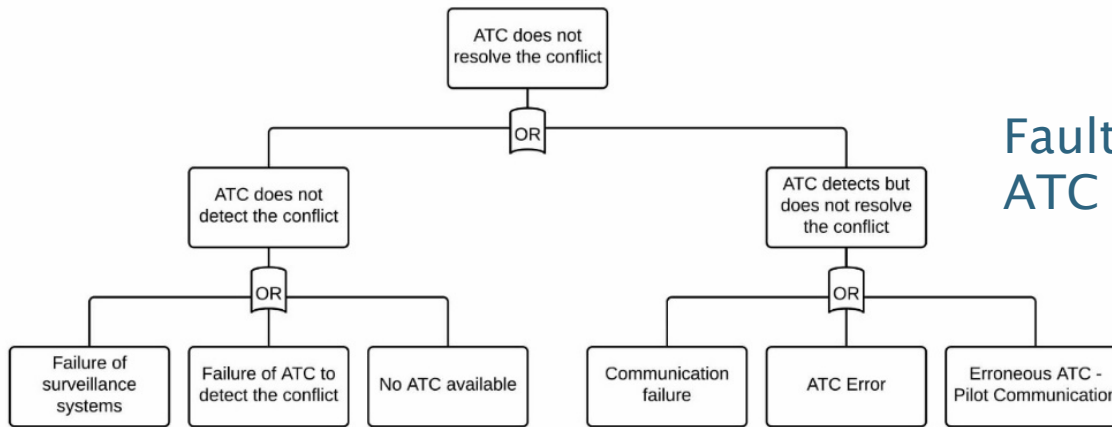 ATC does not
resolve the conflict
OR
Fault
ATC
ATC does not
detect the conflict
ATC detects but
does not resolve
the conflict
OR
OR
Failure of
surveillance
systems
Failure of ATC to
detect the conflict
No ATC available
Communication
failure
ATC Error
Erroneous ATC -
Pilot Communication